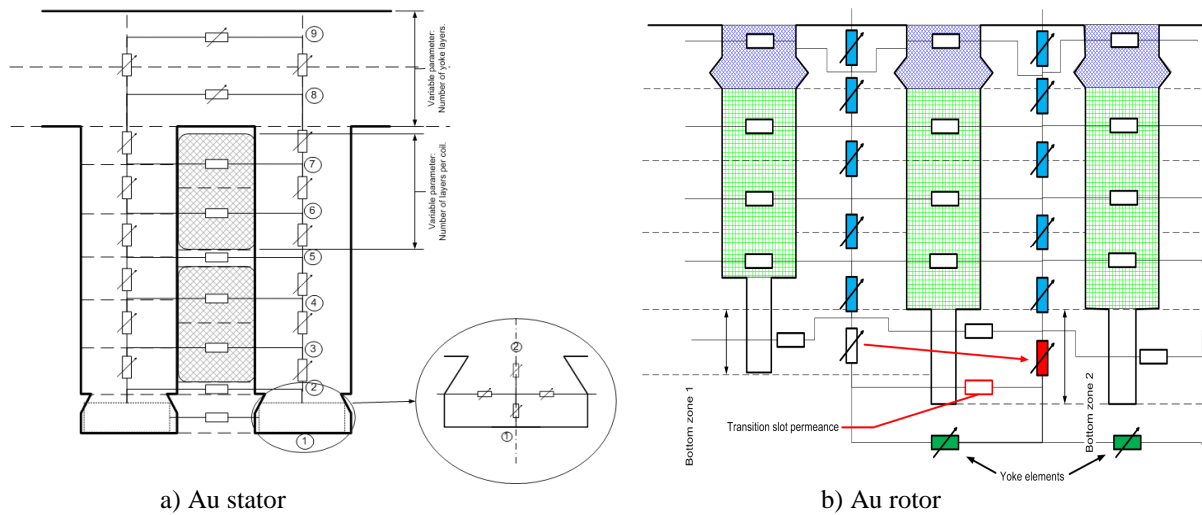 9
Variable parameter:
Number of yoke layers.
8
7
Variable parameter:
Number of layers per coil.
6
5
4
3
2
1
2
1
a) Au stator
Bottom zone 1
Transition slot permeance
Bottom zone 2
Yoke elements
b) Au rotor